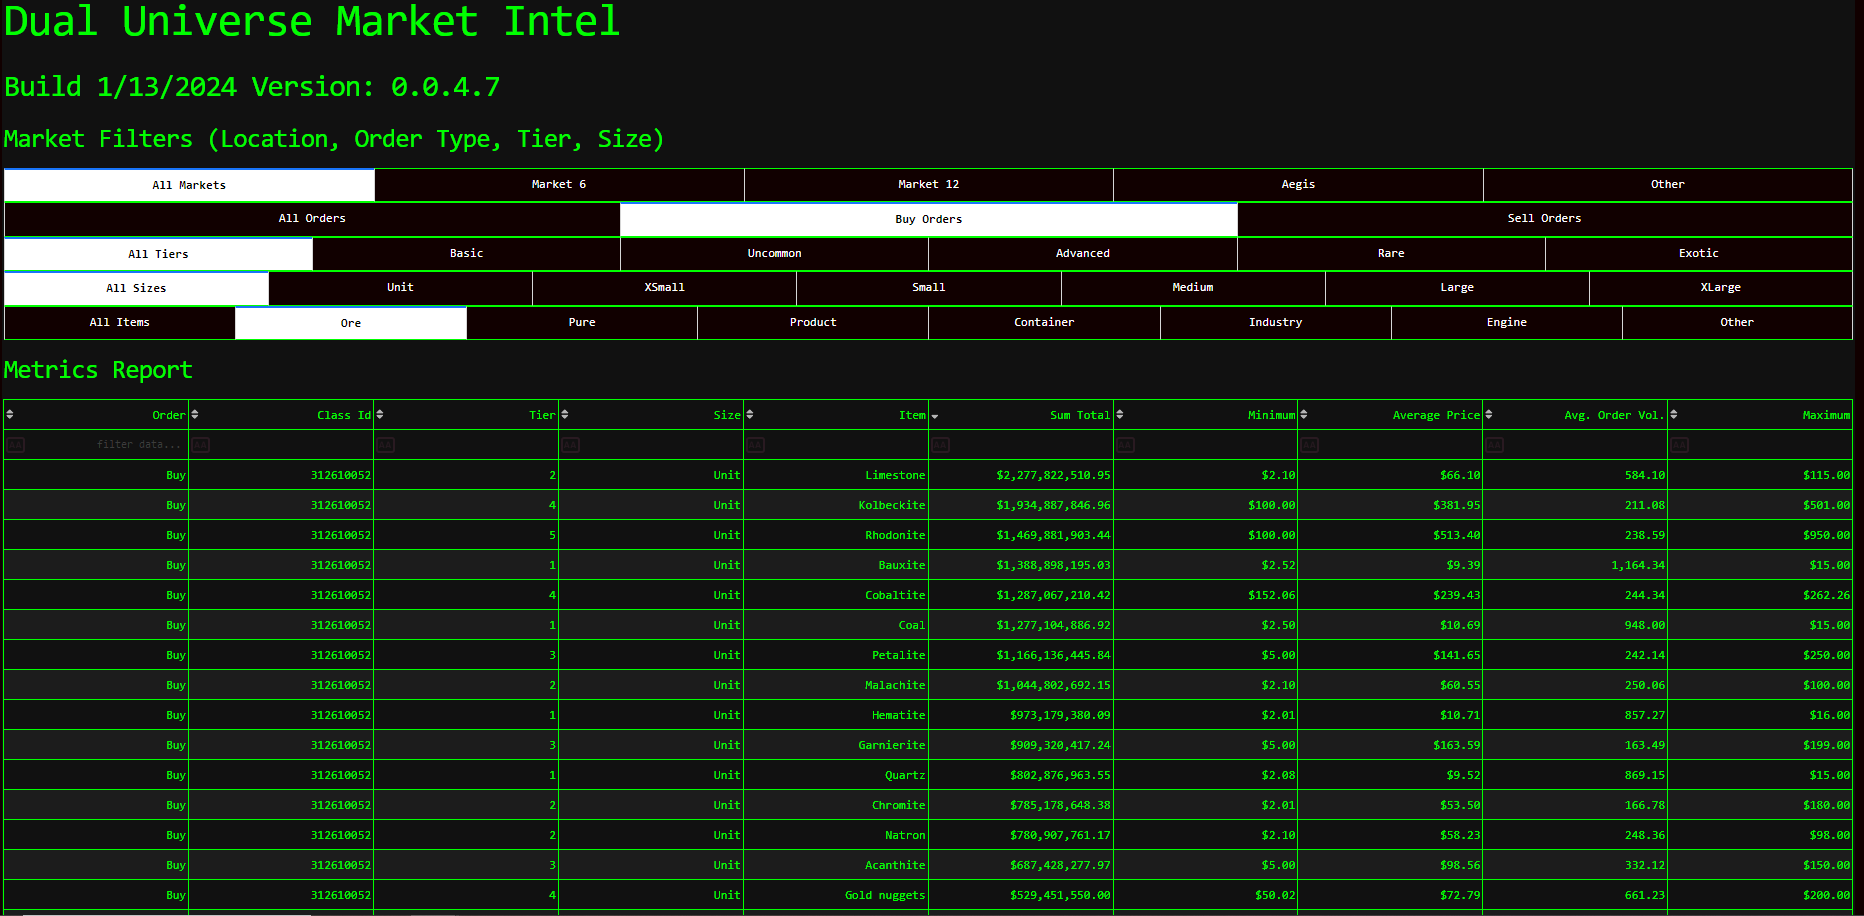 Dual Universe Market Intel
Build 1/13/2024 Version: 0.0.4.7
Market Filters (Location, Order Type, Tier, Size)
All Markets Market 6 Market 12 Aegis Other
All Orders Buy Orders Sell Orders
All Tiers Basic Uncommon Advanced Rare Exotic
All Sizes Unit XSmall Small Medium Large XLarge
All Items Ore Pure Product Container Industry Engine Other
Metrics Report
Order Class Id Tier Size Item Sum Total Minimum Average Price Avg. Order Vol. Maximum
Aa filter data... Aa Aa Aa Aa Aa Aa Aa Aa Aa
Buy 312610052 2 Unit Limestone $2,277,822,510.95 $2.10 $66.10 584.10 $115.00
Buy 312610052 4 Unit Kolbeckite $1,934,887,846.96 $100.00 $381.95 211.08 $501.00
Buy 312610052 5 Unit Rhodonite $1,469,881,903.44 $100.00 $513.40 238.59 $950.00
Buy 312610052 1 Unit Bauxite $1,388,898,195.03 $2.52 $9.39 1,164.34 $15.00
Buy 312610052 4 Unit Cobaltite $1,287,067,210.42 $152.06 $239.43 244.34 $262.26
Buy 312610052 1 Unit Coal $1,277,104,886.92 $2.50 $10.69 948.00 $15.00
Buy 312610052 3 Unit Petalite $1,166,136,445.84 $5.00 $141.65 242.14 $250.00
Buy 312610052 2 Unit Malachite $1,044,802,692.15 $2.10 $60.55 250.06 $100.00
Buy 312610052 1 Unit Hematite $973,179,380.09 $2.01 $10.71 857.27 $16.00
Buy 312610052 3 Unit Garnierite $909,320,417.24 $5.00 $163.59 163.49 $199.00
Buy 312610052 1 Unit Quartz $802,876,963.55 $2.08 $9.52 869.15 $15.00
Buy 312610052 2 Unit Chromite $785,178,648.38 $2.01 $53.50 166.78 $180.00
Buy 312610052 2 Unit Natron $780,907,761.17 $2.10 $58.23 248.36 $98.00
Buy 312610052 3 Unit Acanthite $687,428,277.97 $5.00 $98.56 332.12 $150.00
Buy 312610052 4 Unit Gold nuggets $529,451,550.00 $50.02 $72.79 661.23 $200.00